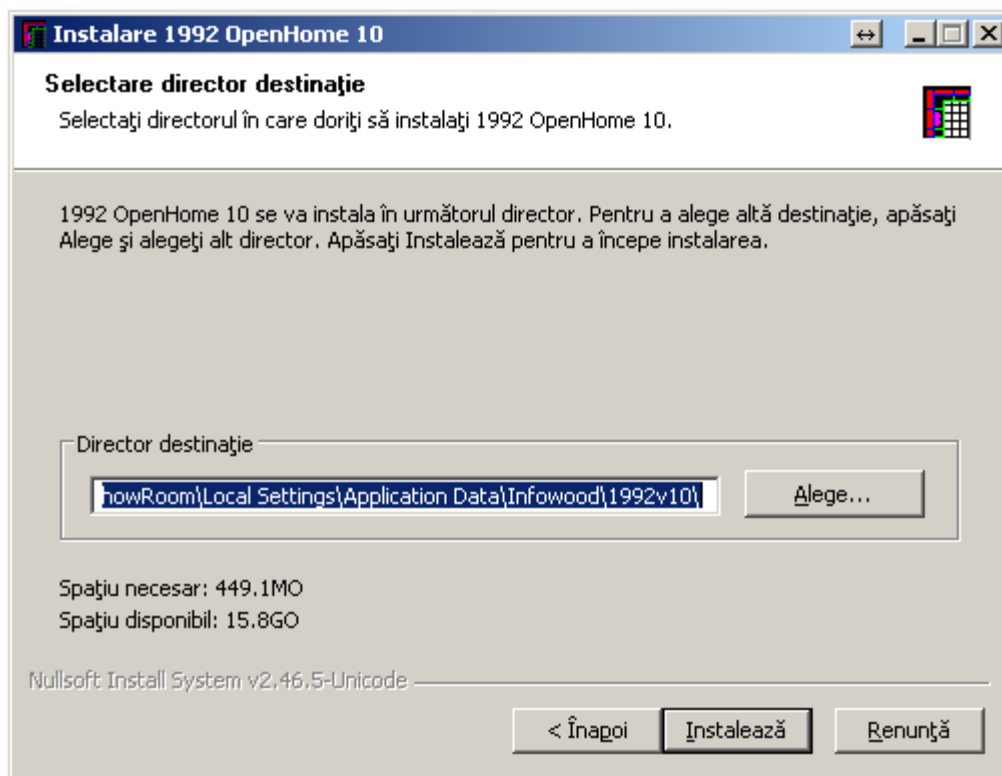 Instalare 1992 OpenHome 10
Selectare director destinaţie
Selectaţi directorul în care doriţi să instalaţi 1992 OpenHome 10.
1992 OpenHome 10 se va instala în următorul director. Pentru a alege altă destinaţie, apăsaţi
Alege şi alegeţi alt director. Apăsaţi Instalează pentru a începe instalarea.
Director destinaţie
howRoom\Local Settings\Application Data\Infowood\1992v10\
Alege...
Spaţiu necesar: 449.1MO
Spaţiu disponibil: 15.8GO
Nullsoft Install System v2.46.5-Unicode
< Înapoi
Instalează
Renunţă